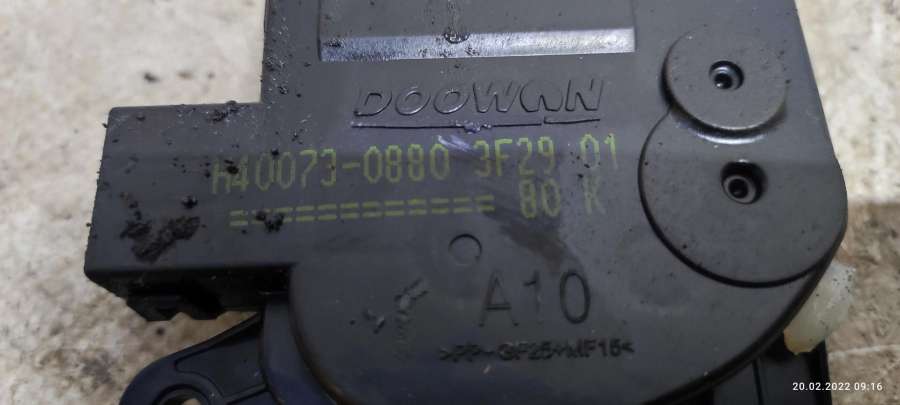 DOOWON
H40073-0880 3F29 01
============ 80 K
A10
>PP-GF25+MF15<
20.02.2022 09:16